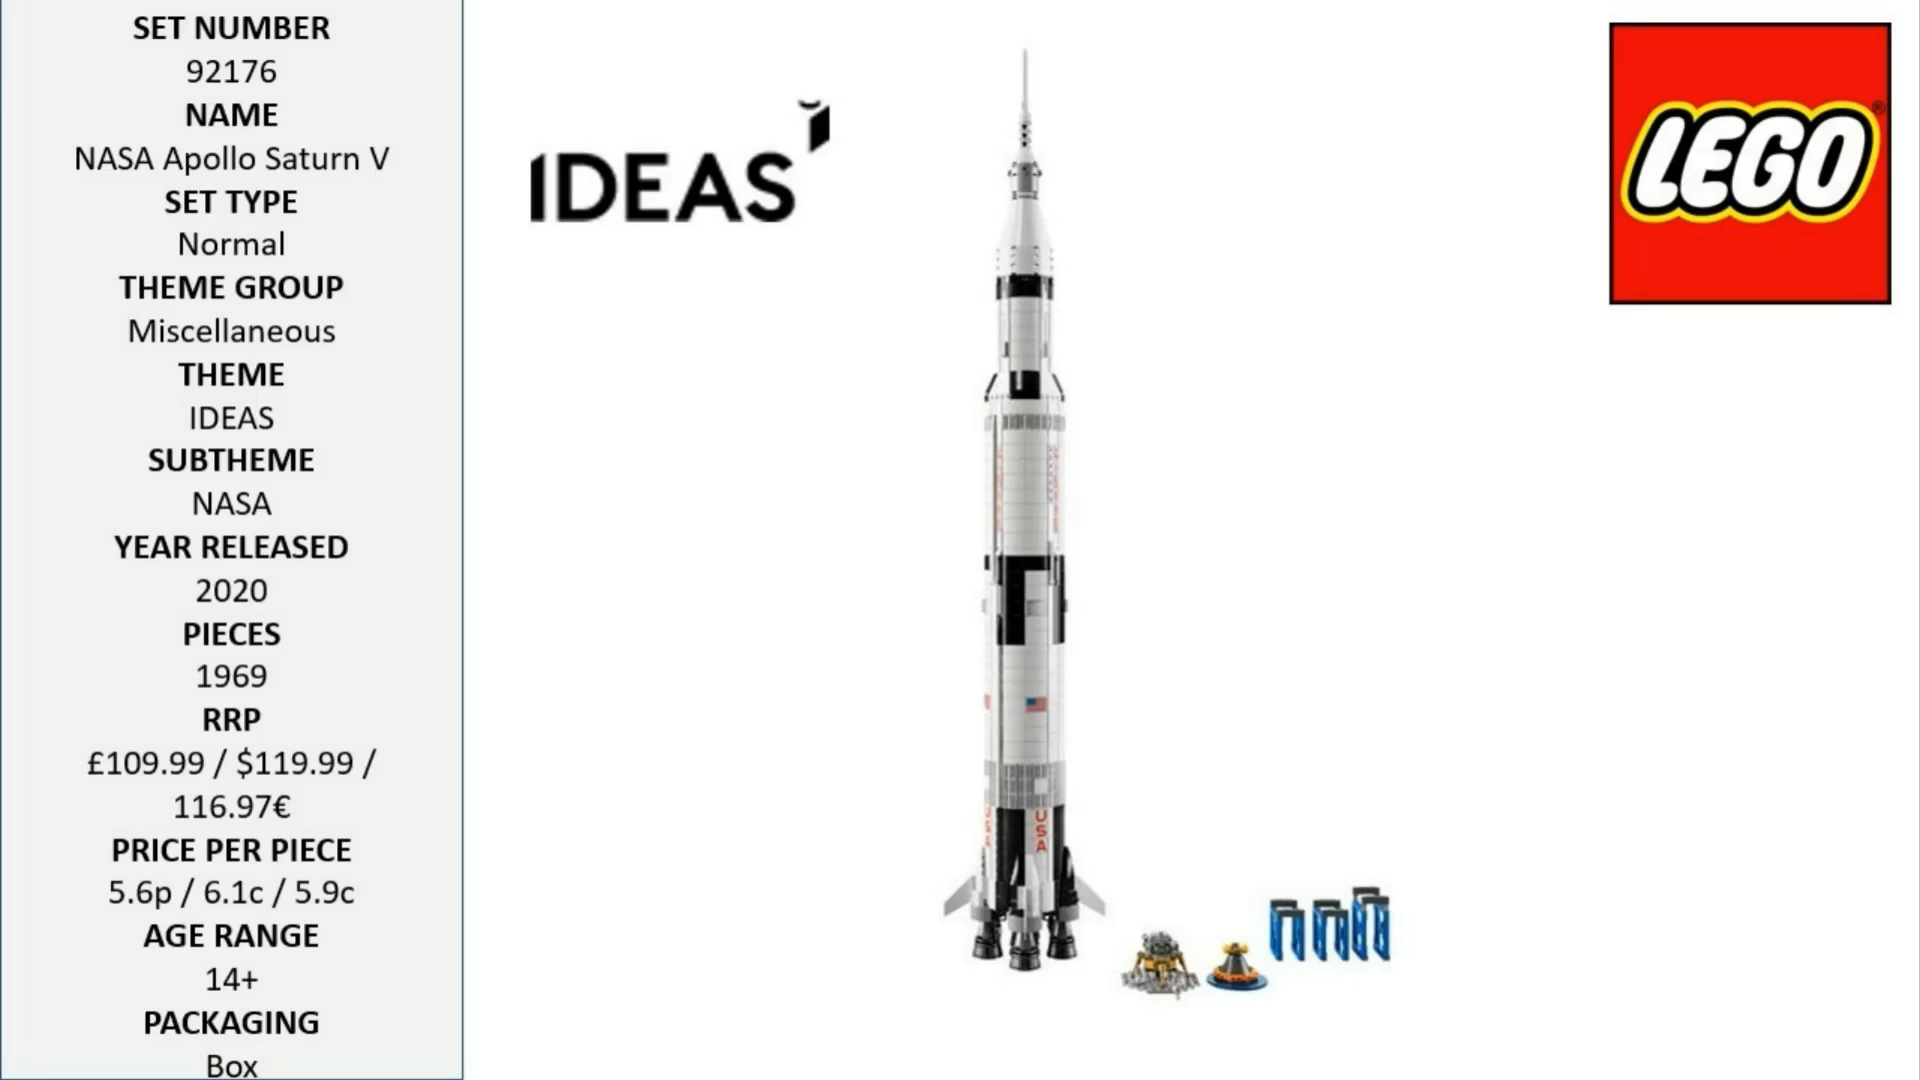 SET NUMBER
92176
NAME
NASA Apollo Saturn V
SET TYPE
Normal
THEME GROUP
Miscellaneous
THEME
IDEAS
SUBTHEME
NASA
YEAR RELEASED
2020
PIECES
1969
RRP
£109.99 / $119.99 /
116.97€
PRICE PER PIECE
5.6p / 6.1c / 5.9c
AGE RANGE
14+
PACKAGING
Box
IDEAS
LEGO®
USA